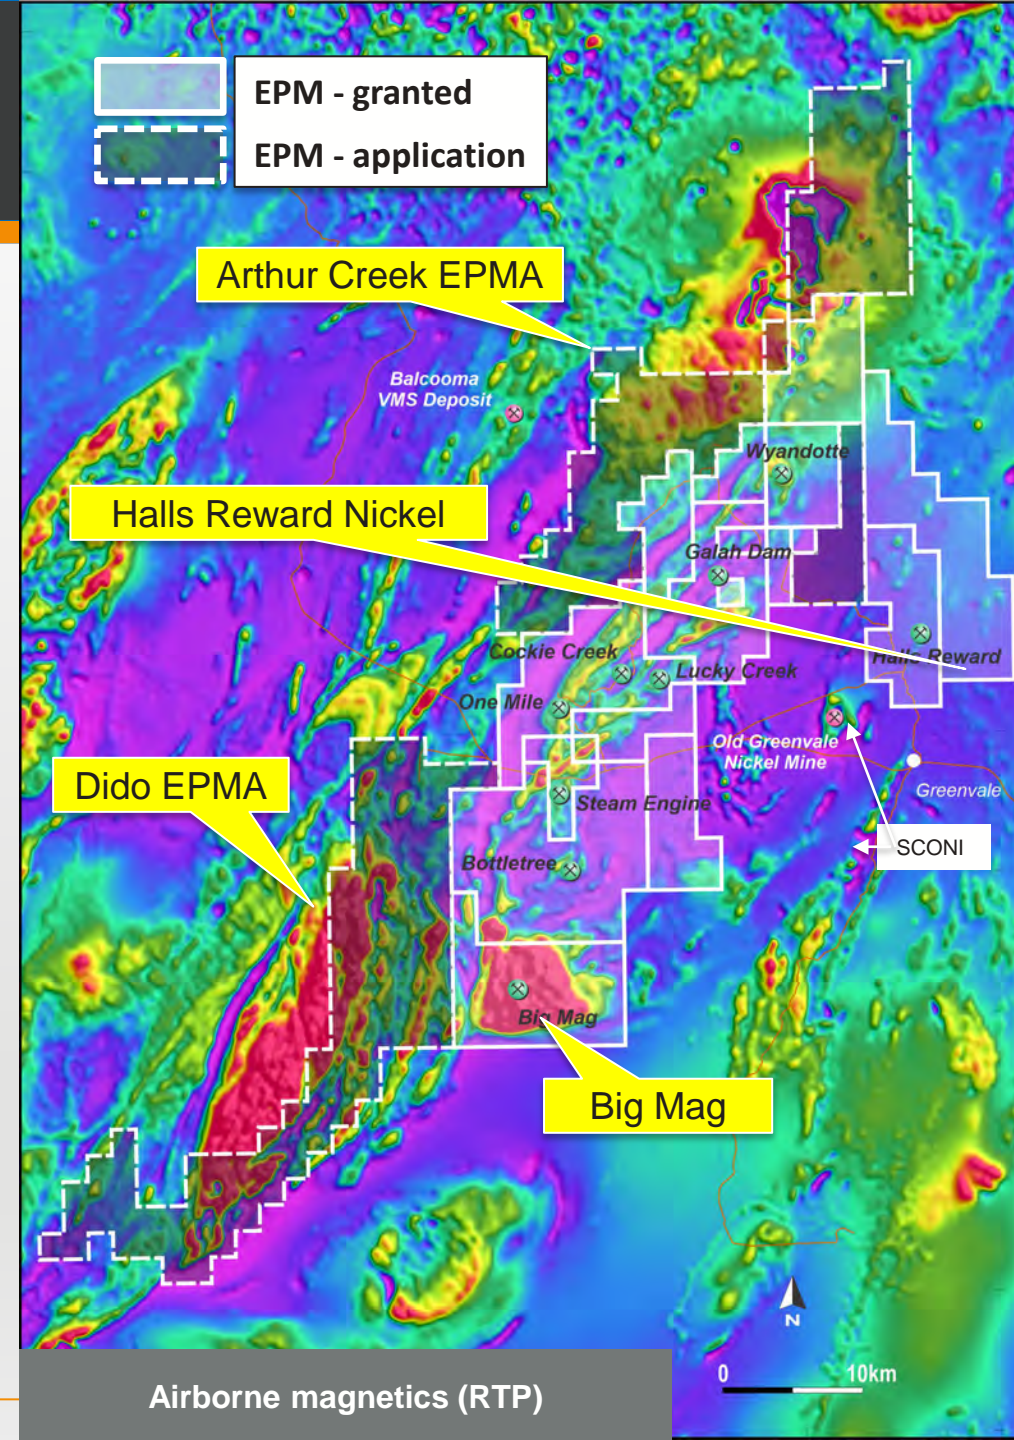 EPM - granted
EPM - application
Arthur Creek EPMA
Balcooma
VMS Deposit
Wyandotte
Halls Reward Nickel
Galah Dam
Cockie Creek
Halls Reward
Lucky Creek
One Mile
Old Greenvale
Nickel Mine
Dido EPMA
Greenvale
Steam Engine
SCONI
Bottletree
Big Mag
Big Mag
N
0 10km
Airborne magnetics (RTP)